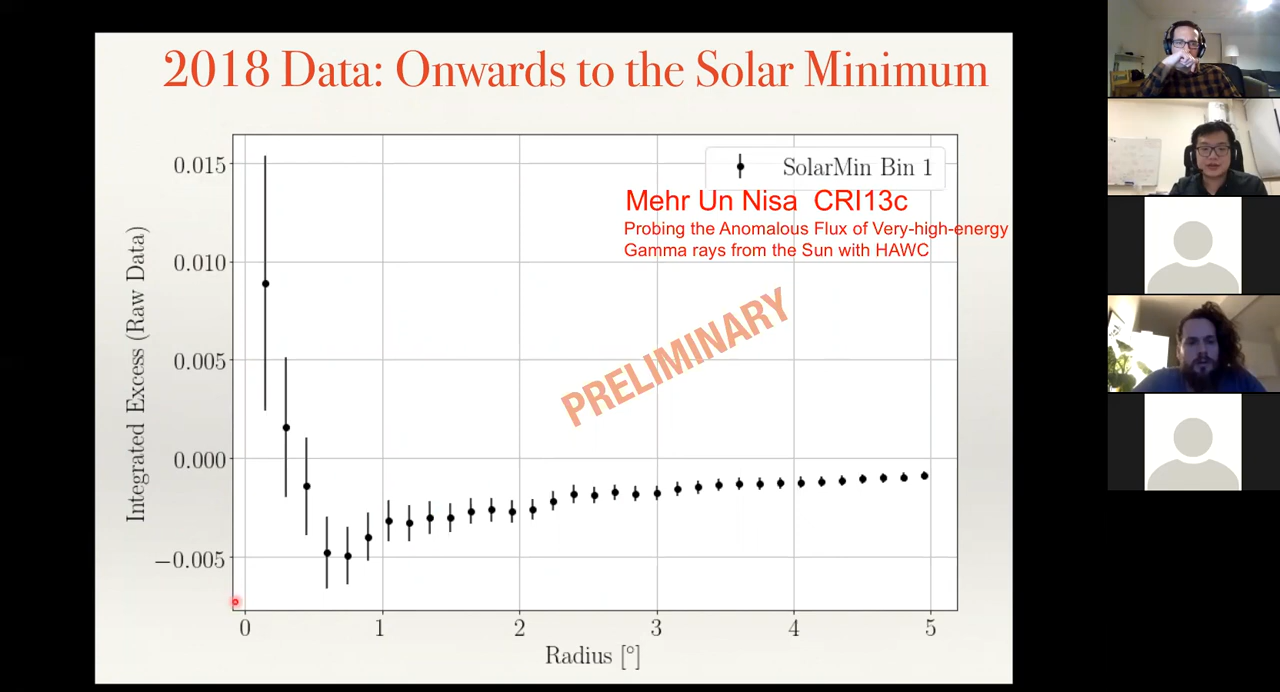 2018 Data: Onwards to the Solar Minimum
SolarMin Bin 1
Mehr Un Nisa CRI13c
Probing the Anomalous Flux of Very-high-energy
Gamma rays from the Sun with HAWC
PRELIMINARY
Integrated Excess (Raw Data)
0.015
0.010
0.005
0.000
−0.005
0 1 2 3 4 5
Radius [°]